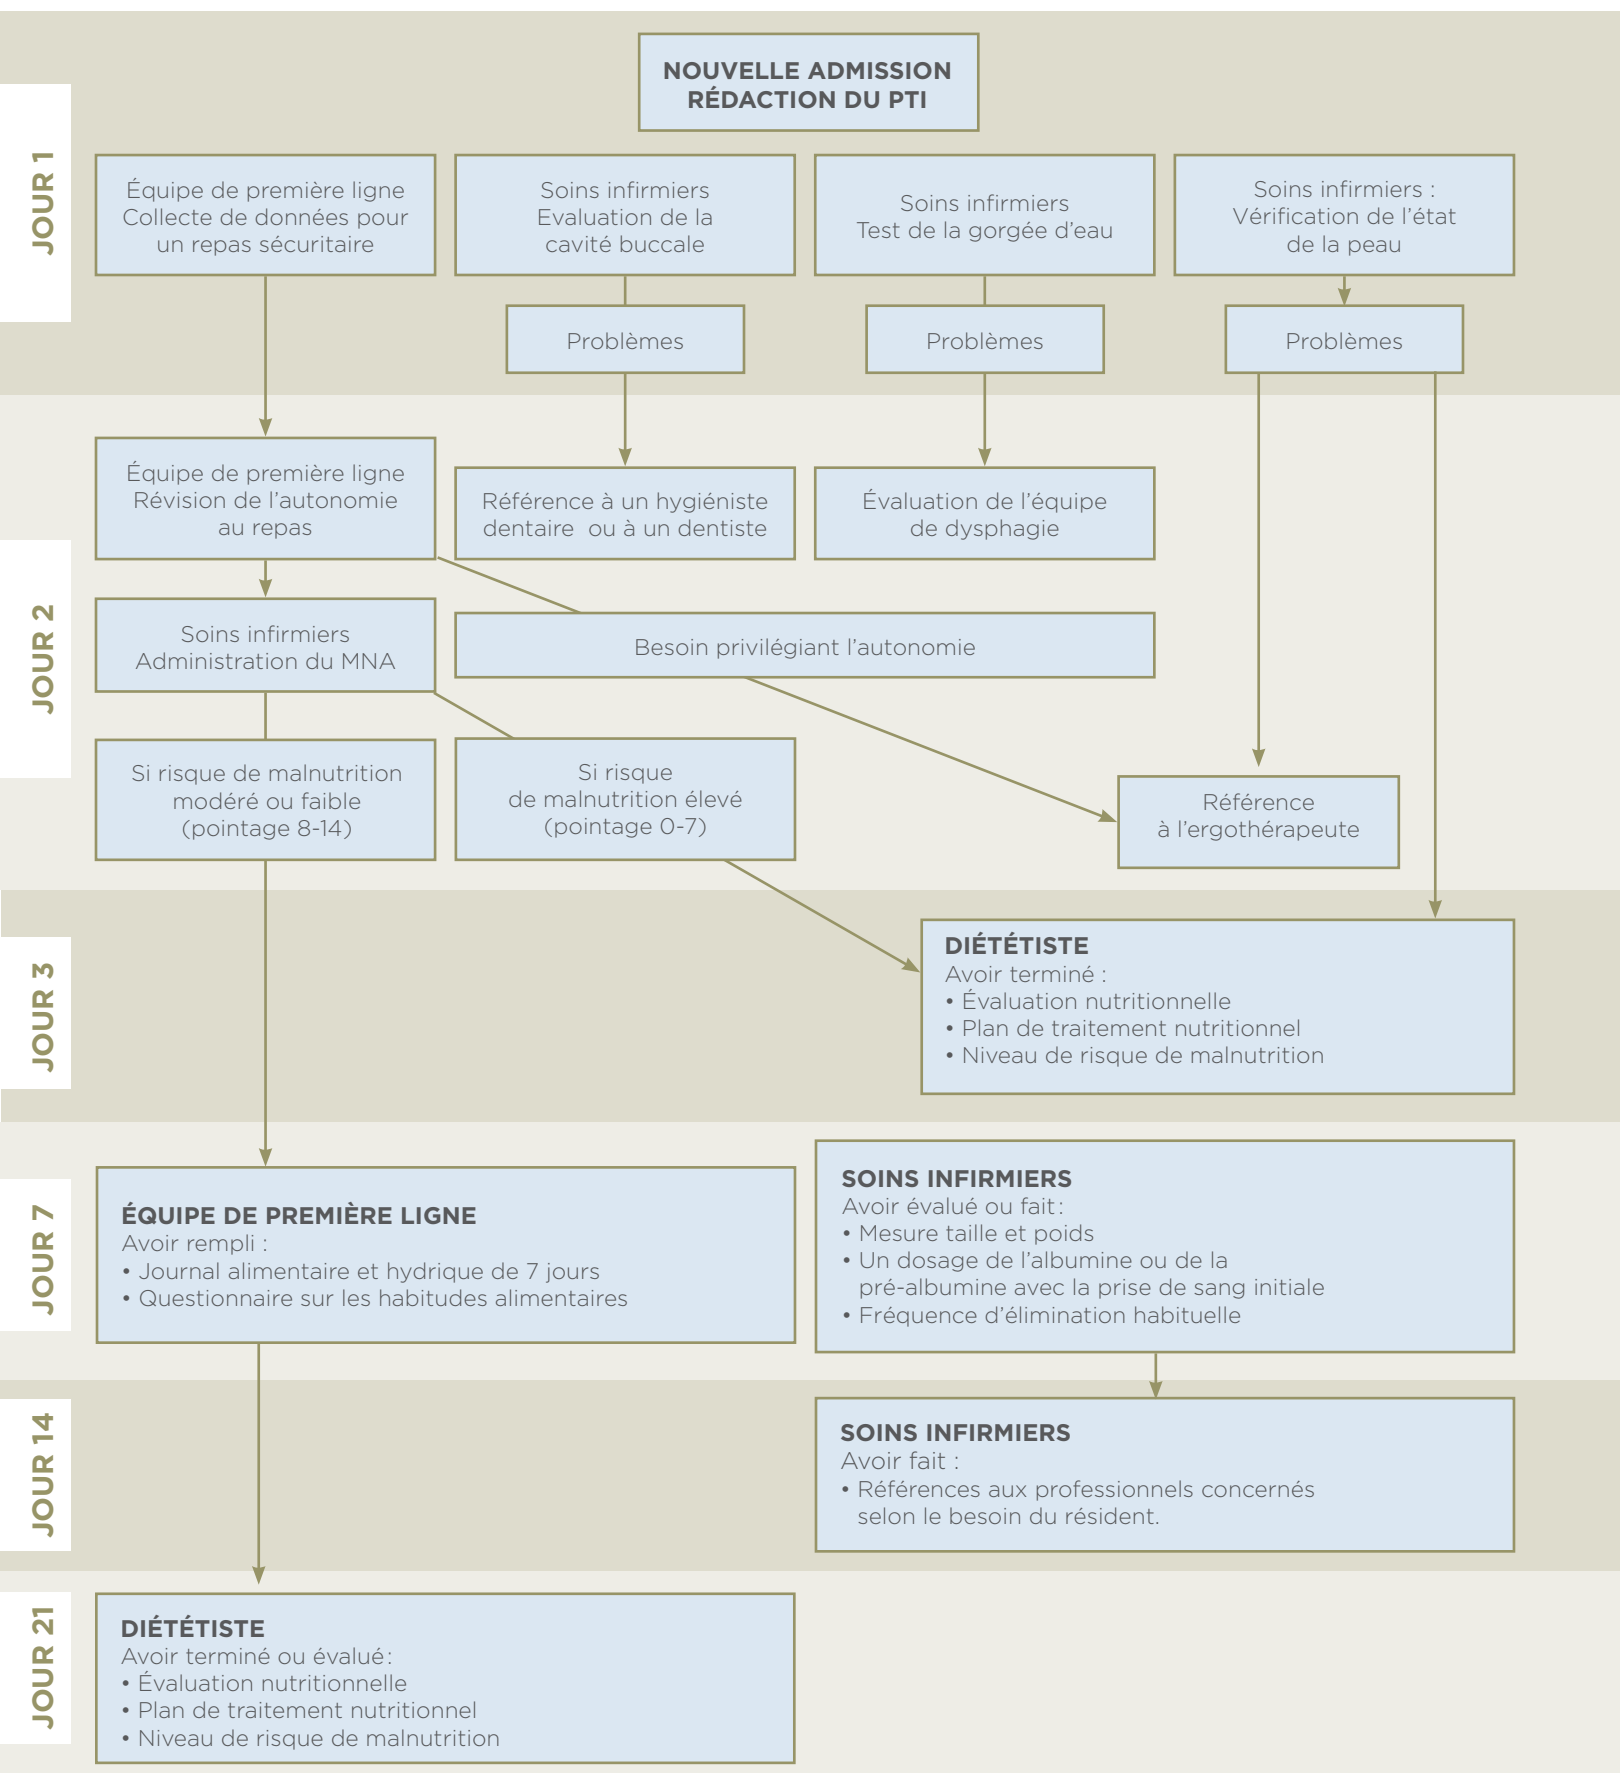 NOUVELLE ADMISSION
RÉDACTION DU PTI
JOUR 1
Équipe de première ligne
Collecte de données pour
un repas sécuritaire
Soins infirmiers
Evaluation de la
cavité buccale
Soins infirmiers
Test de la gorgée d'eau
Soins infirmiers :
Vérification de l'état
de la peau
Problèmes
Problèmes
Problèmes
JOUR 2
Équipe de première ligne
Révision de l'autonomie
au repas
Référence à un hygiéniste
dentaire ou à un dentiste
Évaluation de l'équipe
de dysphagie
Soins infirmiers
Administration du MNA
Besoin privilégiant l'autonomie
Si risque de malnutrition
modéré ou faible
(pointage 8-14)
Si risque
de malnutrition élevé
(pointage 0-7)
Référence
à l'ergothérapeute
JOUR 3
DIÉTÉTISTE
Avoir terminé :
• Évaluation nutritionnelle
• Plan de traitement nutritionnel
• Niveau de risque de malnutrition
JOUR 7
ÉQUIPE DE PREMIÈRE LIGNE
Avoir rempli :
• Journal alimentaire et hydrique de 7 jours
• Questionnaire sur les habitudes alimentaires
SOINS INFIRMIERS
Avoir évalué ou fait :
• Mesure taille et poids
• Un dosage de l'albumine ou de la
pré-albumine avec la prise de sang initiale
• Fréquence d'élimination habituelle
JOUR 14
SOINS INFIRMIERS
Avoir fait :
• Références aux professionnels concernés
selon le besoin du résident.
JOUR 21
DIÉTÉTISTE
Avoir terminé ou évalué :
• Évaluation nutritionnelle
• Plan de traitement nutritionnel
• Niveau de risque de malnutrition